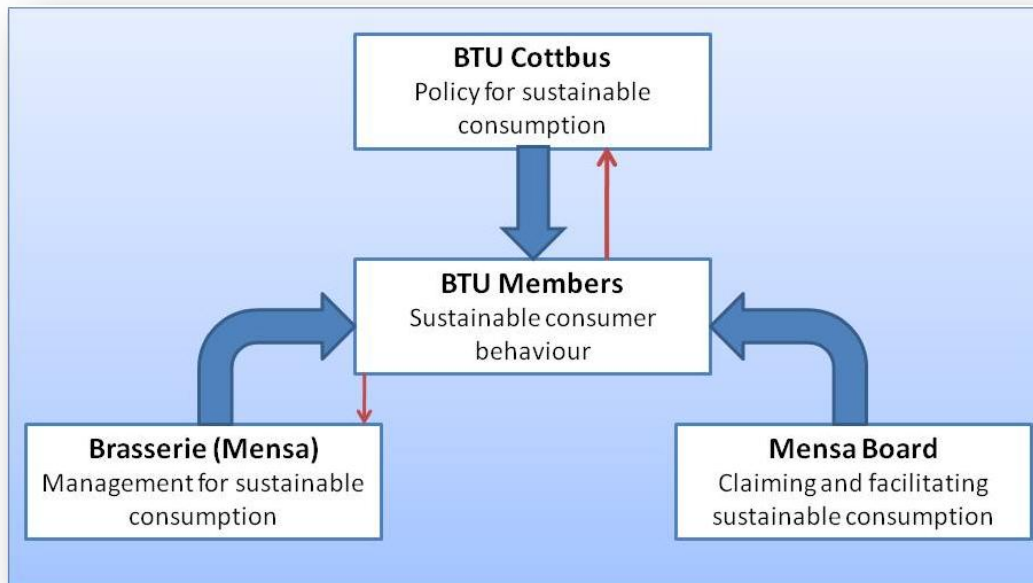 BTU Cottbus
Policy for sustainable
consumption
BTU Members
Sustainable consumer
behaviour
Brasserie (Mensa)
Management for sustainable
consumption
Mensa Board
Claiming and facilitating
sustainable consumption